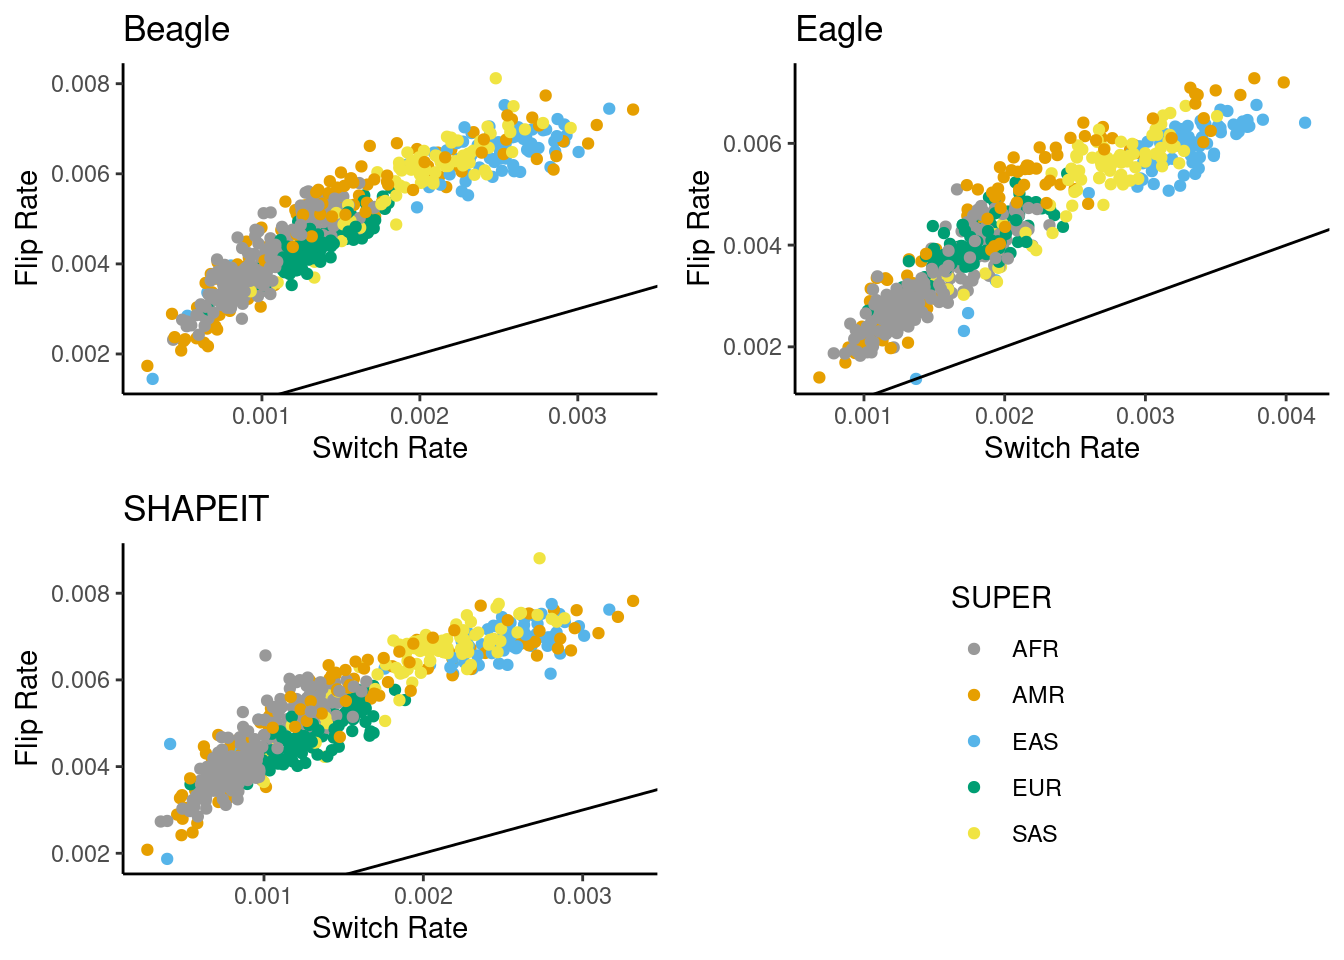 Beagle
0.008
0.006
0.004
0.002
Flip Rate
0.001 0.002 0.003
Switch Rate
Eagle
0.006
0.004
0.002
Flip Rate
0.001 0.002 0.003 0.004
Switch Rate
SHAPEIT
0.008
0.006
0.004
0.002
Flip Rate
0.001 0.002 0.003
Switch Rate
SUPER
AFR
AMR
EAS
EUR
SAS